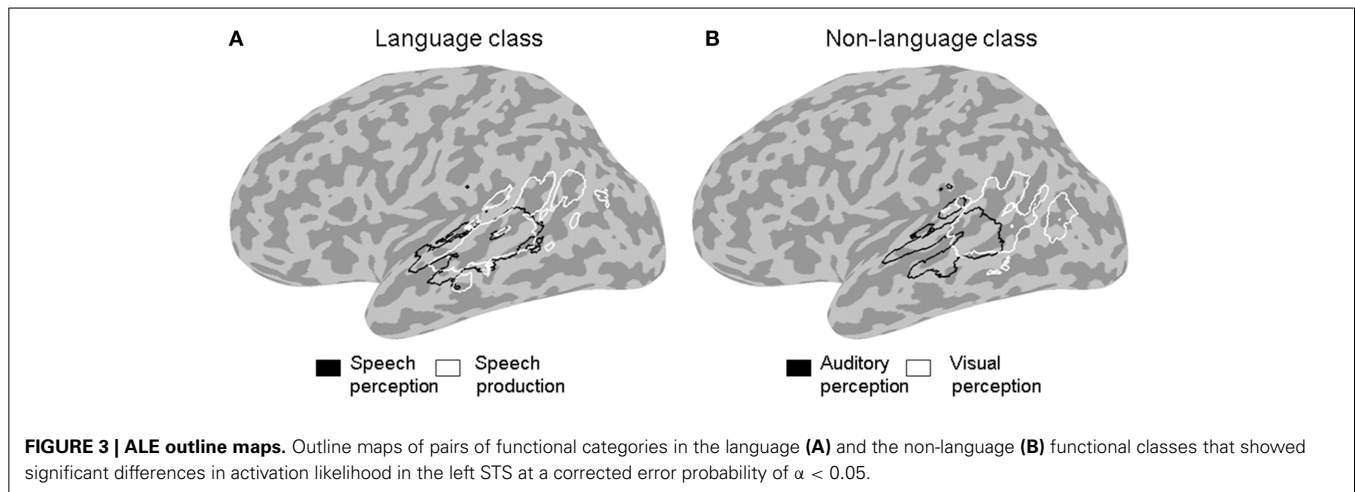 A Language class B Non-language class
Speech perception Speech production Auditory perception Visual perception
FIGURE 3 | ALE outline maps. Outline maps of pairs of functional categories in the language (A) and the non-language (B) functional classes that showed
significant differences in activation likelihood in the left STS at a corrected error probability of α < 0.05.